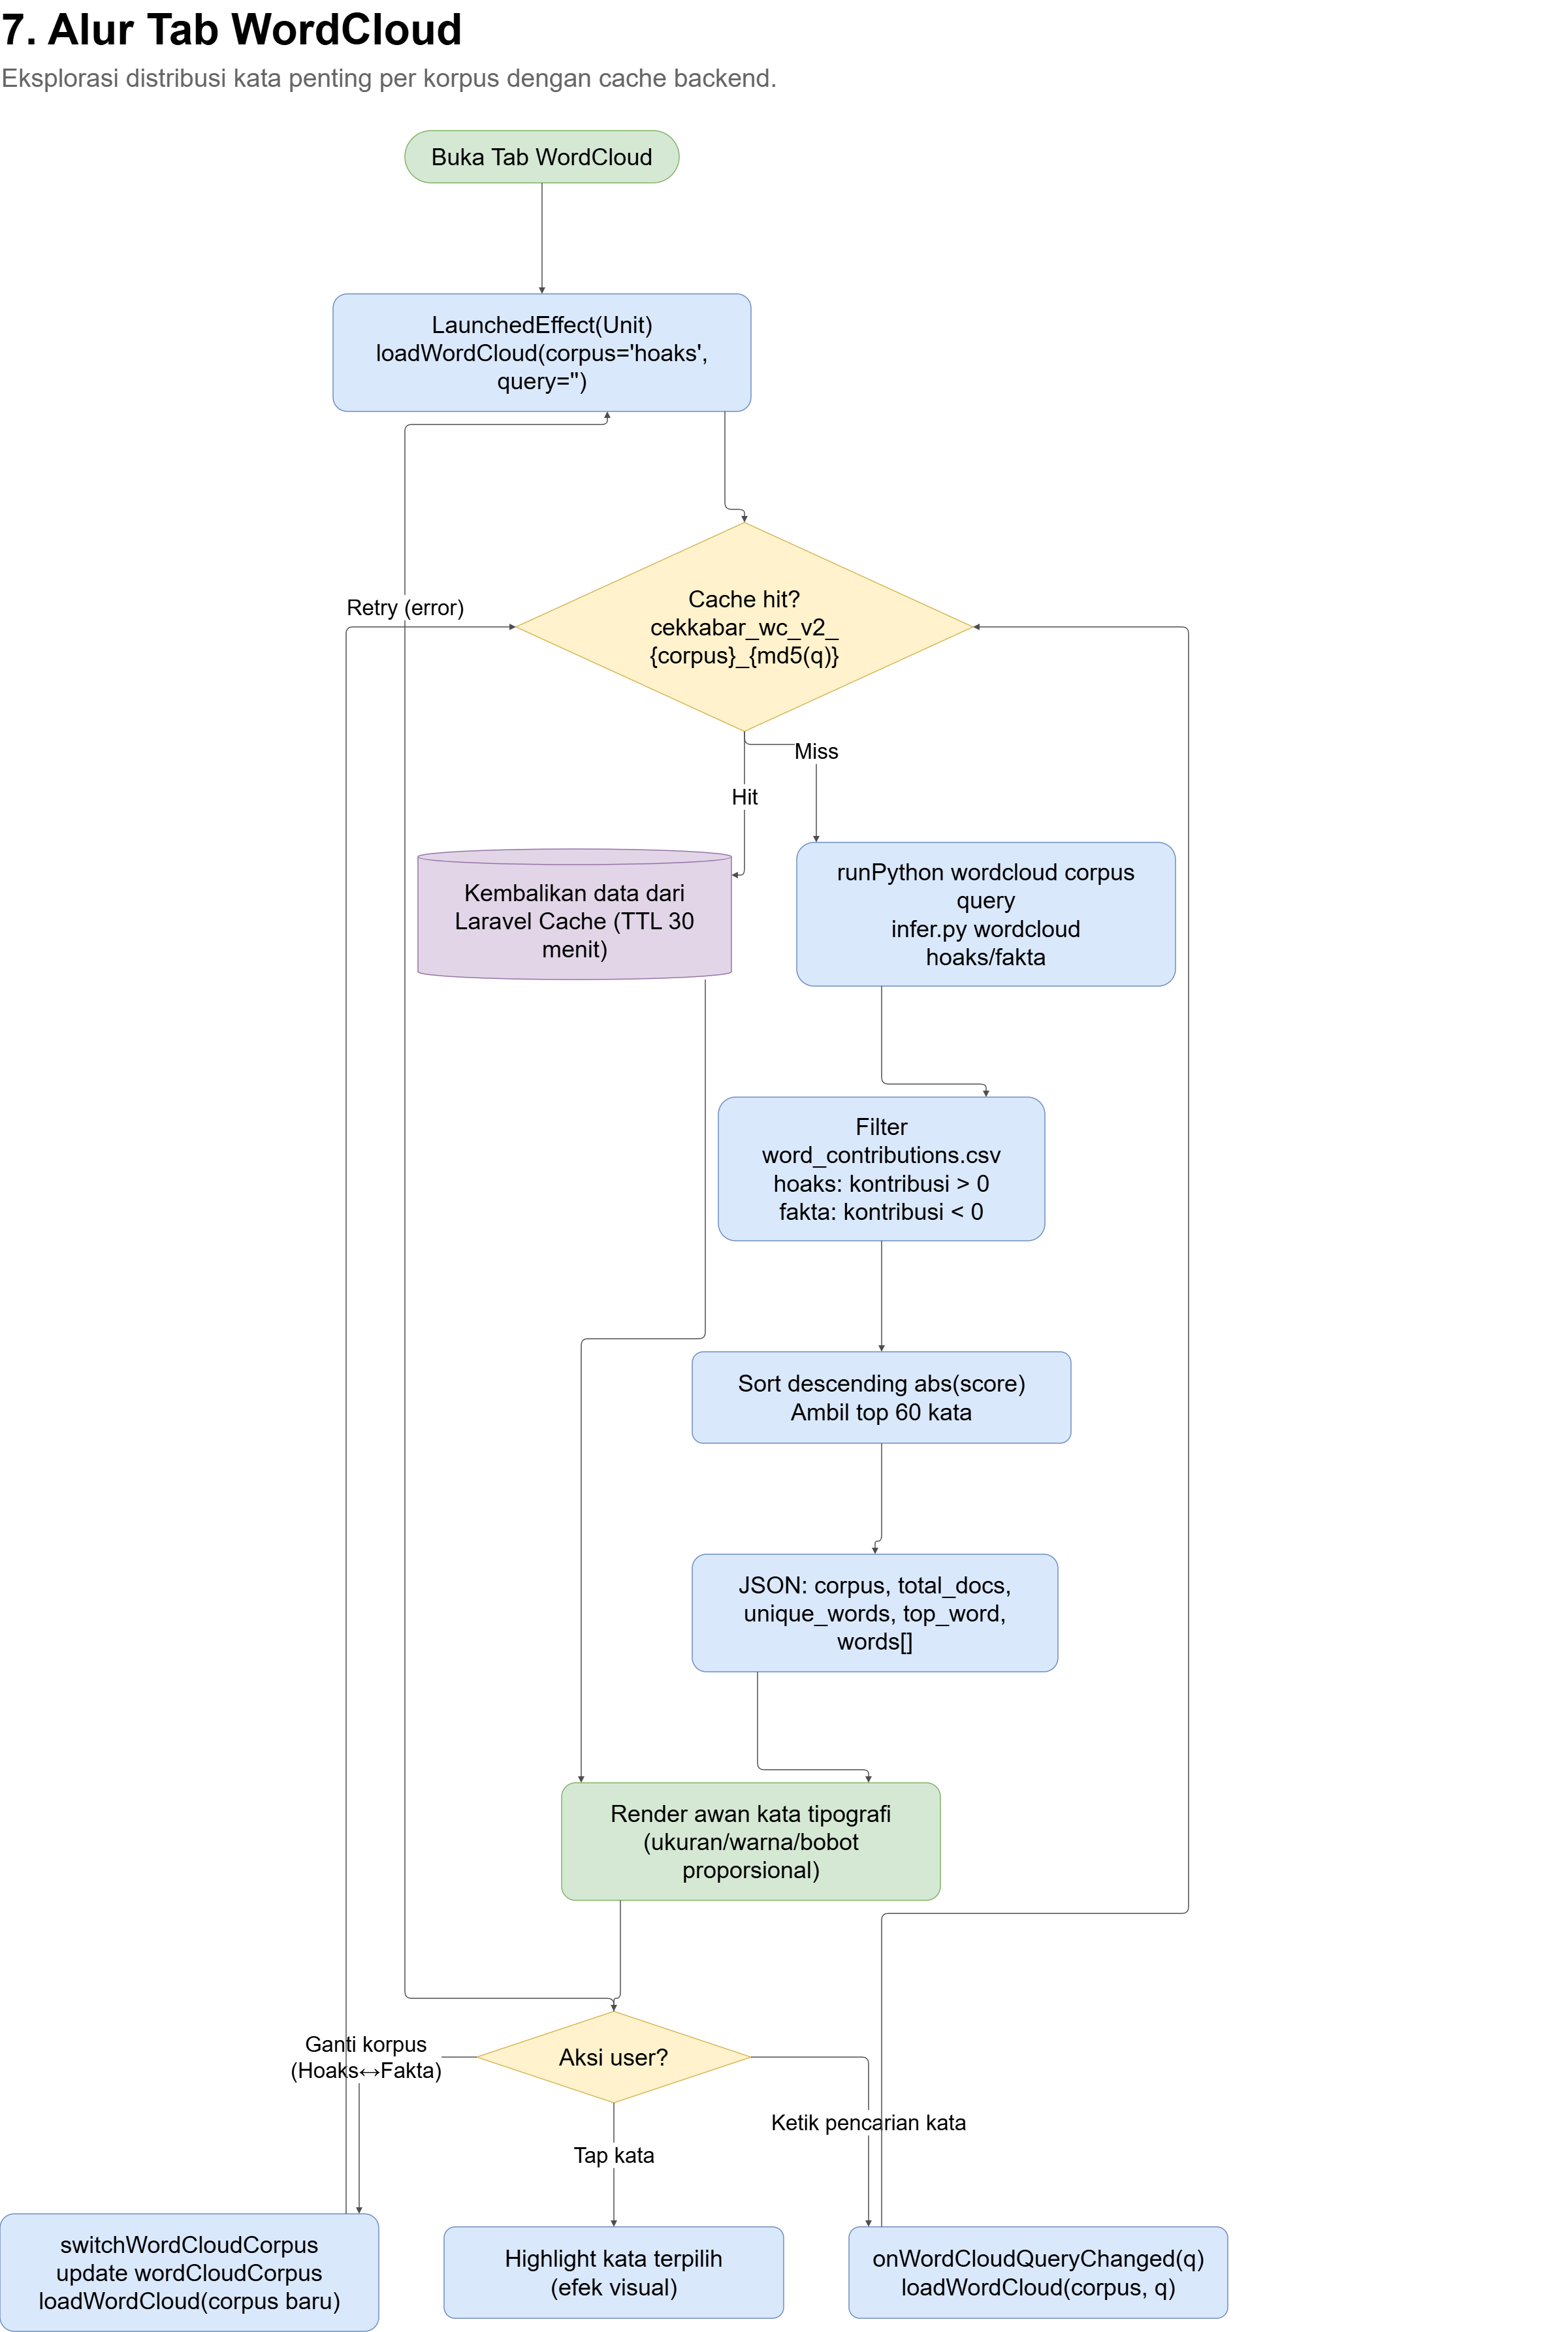 7. Alur Tab WordCloud
Eksplorasi distribusi kata penting per korpus dengan cache backend.
Buka Tab WordCloud
LaunchedEffect(Unit)
loadWordCloud(corpus='hoaks',
query='')
Retry (error)
Cache hit?
cekkabar_wc_v2_
{corpus}_{md5(q)}
Miss
Hit
Kembalikan data dari
Laravel Cache (TTL 30
menit)
runPython wordcloud corpus
query
infer.py wordcloud
hoaks/fakta
Filter
word_contributions.csv
hoaks: kontribusi > 0
fakta: kontribusi < 0
Sort descending abs(score)
Ambil top 60 kata
JSON: corpus, total_docs,
unique_words, top_word,
words[]
Render awan kata tipografi
(ukuran/warna/bobot
proporsional)
Aksi user?
Ganti korpus
(Hoaks↔Fakta)
Ketik pencarian kata
Tap kata
switchWordCloudCorpus
update wordCloudCorpus
loadWordCloud(corpus baru)
Highlight kata terpilih
(efek visual)
onWordCloudQueryChanged(q)
loadWordCloud(corpus, q)